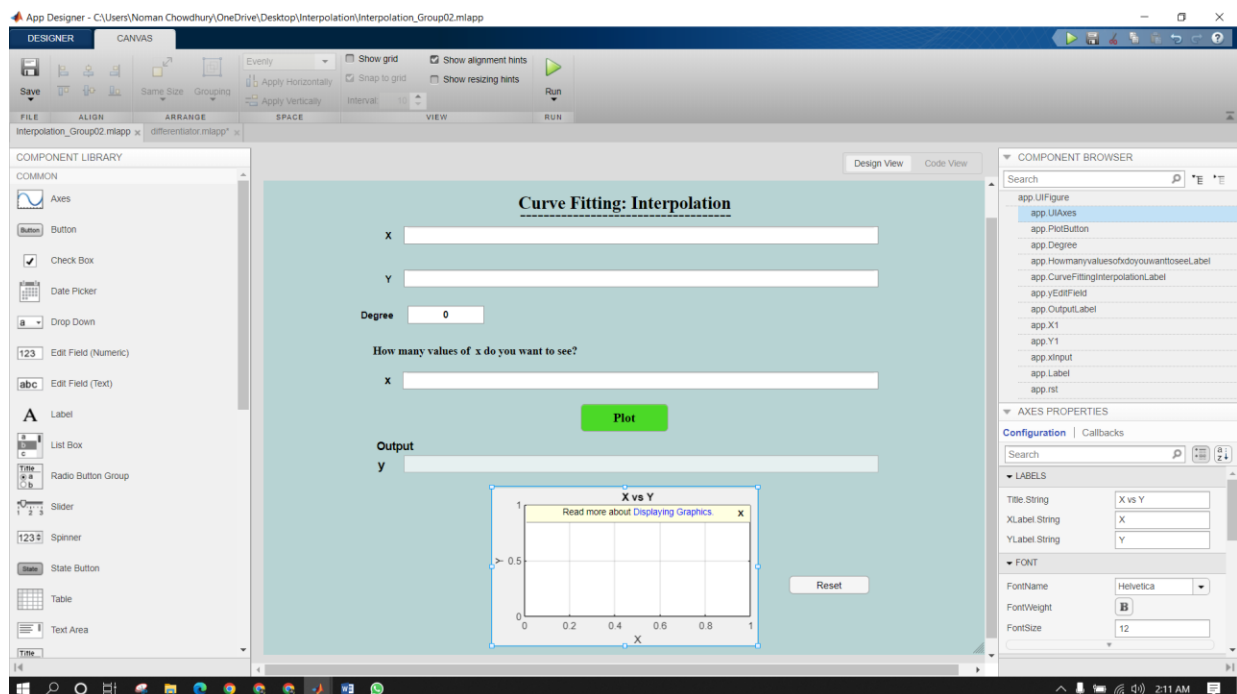 App Designer - C:\Users\Noman Chowdhury\OneDrive\Desktop\Interpolation\Interpolation_Group02.mlapp
DESIGNER CANVAS
Save
Same Size Grouping
Evenly
Apply Horizontally
Apply Vertically
Show grid
Snap to grid
Interval: 10
Show alignment hints
Show resizing hints
Run
FILE ALIGN ARRANGE SPACE VIEW RUN
Interpolation_Group02.mlapp x differentiator.mlapp* x
COMPONENT LIBRARY
COMMON
Axes
Button Button
Check Box
Date Picker
a Drop Down
123 Edit Field (Numeric)
abc Edit Field (Text)
A Label
a b c List Box
Title a b Radio Button Group
1 2 3 Slider
123 Spinner
State State Button
Table
Text Area
Title
Design View Code View
Curve Fitting: Interpolation
X
Y
Degree 0
How many values of x do you want to see?
x
Plot
Output
y
X vs Y
Read more about Displaying Graphics. x
1
0.5
0
Y
0 0.2 0.4 0.6 0.8 1
X
Reset
COMPONENT BROWSER
Search
app.UIFigure
app.UIAxes
app.PlotButton
app.Degree
app.HowmanyvaluesofxdoyouwanttoseeLabel
app.CurveFittingInterpolationLabel
app.yEditField
app.OutputLabel
app.X1
app.Y1
app.xInput
app.Label
app.rst
AXES PROPERTIES
Configuration | Callbacks
Search
LABELS
Title.String X vs Y
XLabel.String X
YLabel.String Y
FONT
FontName Helvetica
FontWeight B
FontSize 12
2:11 AM